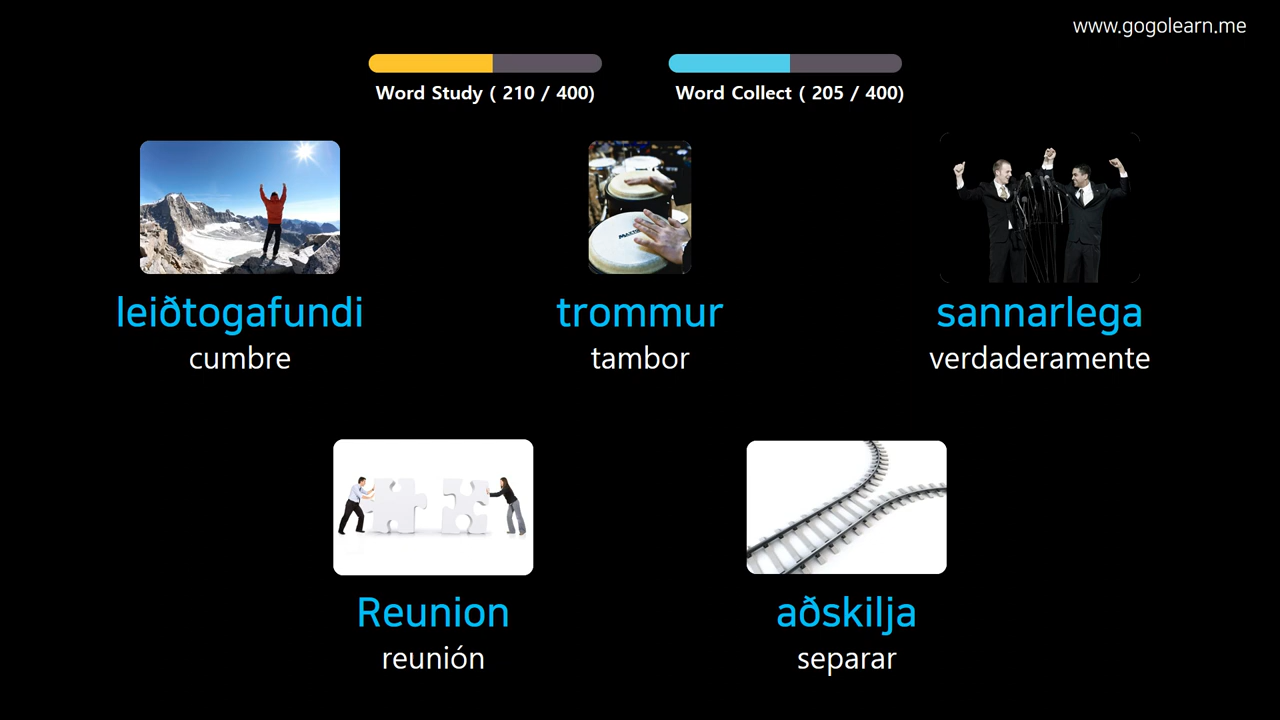 www.gogolearn.me
Word Study ( 210 / 400)
Word Collect ( 205 / 400)
leiðtogafundi
cumbre
trommur
tambor
sannarlega
verdaderamente
Reunion
reunión
aðskilja
separar